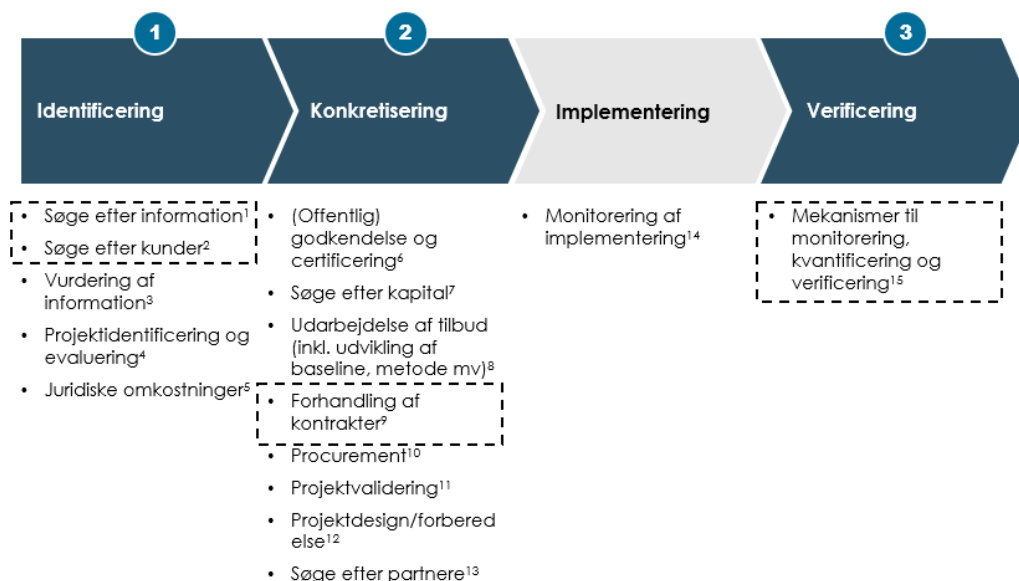 1
2
3
Identificering
Konkretisering
Implementering
Verificering
• Søge efter information¹
• Søge efter kunder²
• Vurdering af
information³
• Projektidentificering og
evaluering⁴
• Juridiske omkostninger⁵
• (Offentlig)
godkendelse og
certificering⁶
• Søge efter kapital⁷
• Udarbejdelse af tilbud
(inkl. udvikling af
baseline, metode mv)⁸
• Forhandling af
kontrakter⁹
• Procurement¹⁰
• Projektvalidering¹¹
• Projektdesign/forbered
else¹²
• Søge efter partnere¹³
• Monitorering af
implementering¹⁴
• Mekanismer til
monitorering,
kvantificering og
verificering¹⁵